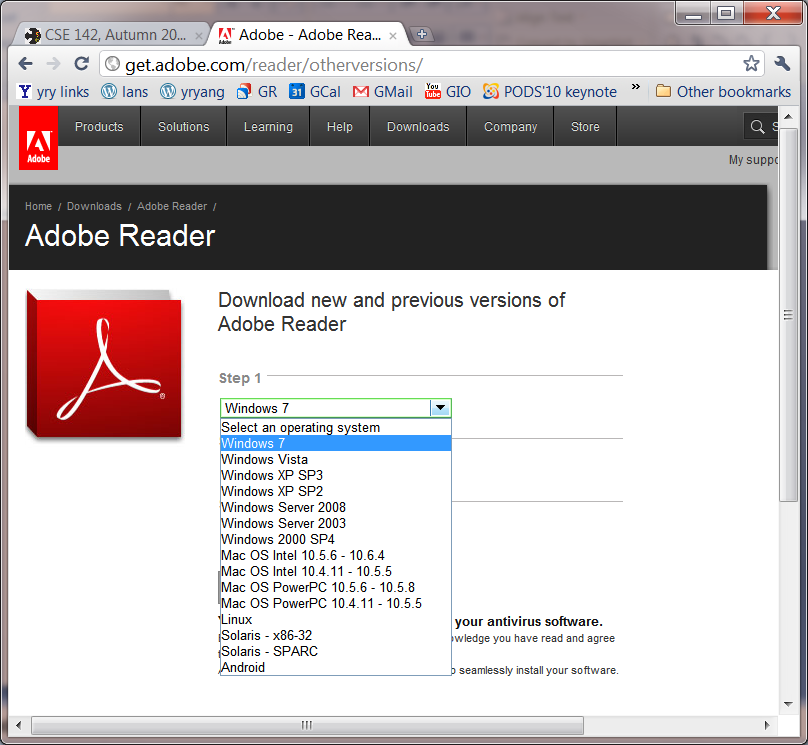 CSE 142, Autumn 20...
Adobe - Adobe Rea...
get.adobe.com/reader/otherversions/
yry links
lans
yryang
GR
31
GCal
GMail
You
Tube
GIO
PODS'10 keynote
»
Other bookmarks
Adobe
Products
Solutions
Learning
Help
Downloads
Company
Store
S
My suppo
Home / Downloads / Adobe Reader /
Adobe Reader
Download new and previous versions of
Adobe Reader
Step 1
Windows 7
Select an operating system
Windows 7
Windows Vista
Windows XP SP3
Windows XP SP2
Windows Server 2008
Windows Server 2003
Windows 2000 SP4
Mac OS Intel 10.5.6 - 10.6.4
Mac OS Intel 10.4.11 - 10.5.5
Mac OS PowerPC 10.5.6 - 10.5.8
Mac OS PowerPC 10.4.11 - 10.5.5
Linux
your antivirus software.
Solaris - x86-32
wledge you have read and agree
Solaris - SPARC
Android
o seamlessly install your software.